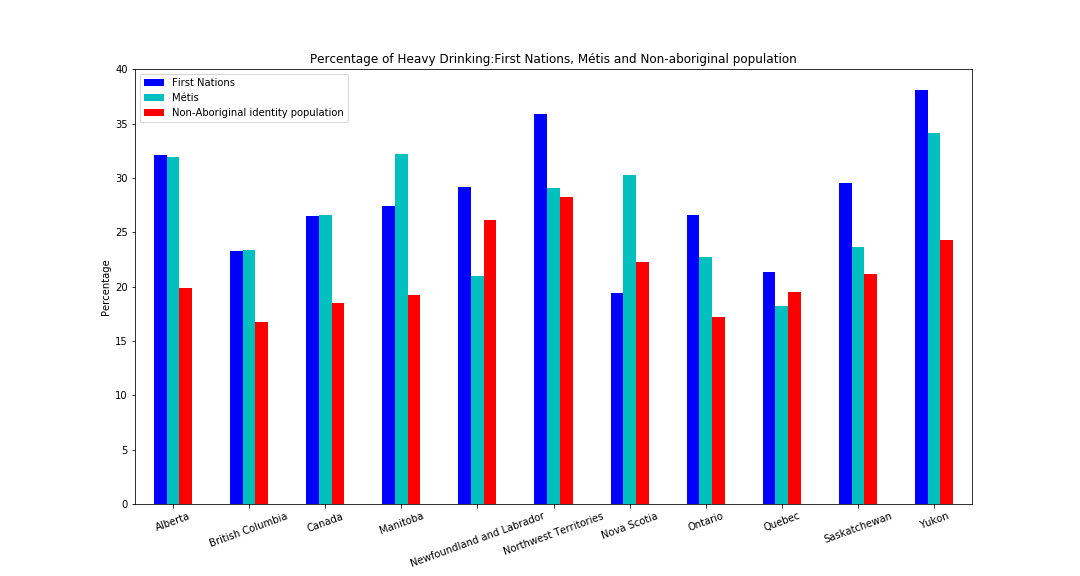 Percentage of Heavy Drinking:First Nations, Métis and Non-aboriginal population
First Nations
Métis
Non-Aboriginal identity population
Percentage
40
35
30
25
20
15
10
5
0
Alberta
British Columbia
Canada
Manitoba
Newfoundland and Labrador
Northwest Territories
Nova Scotia
Ontario
Quebec
Saskatchewan
Yukon